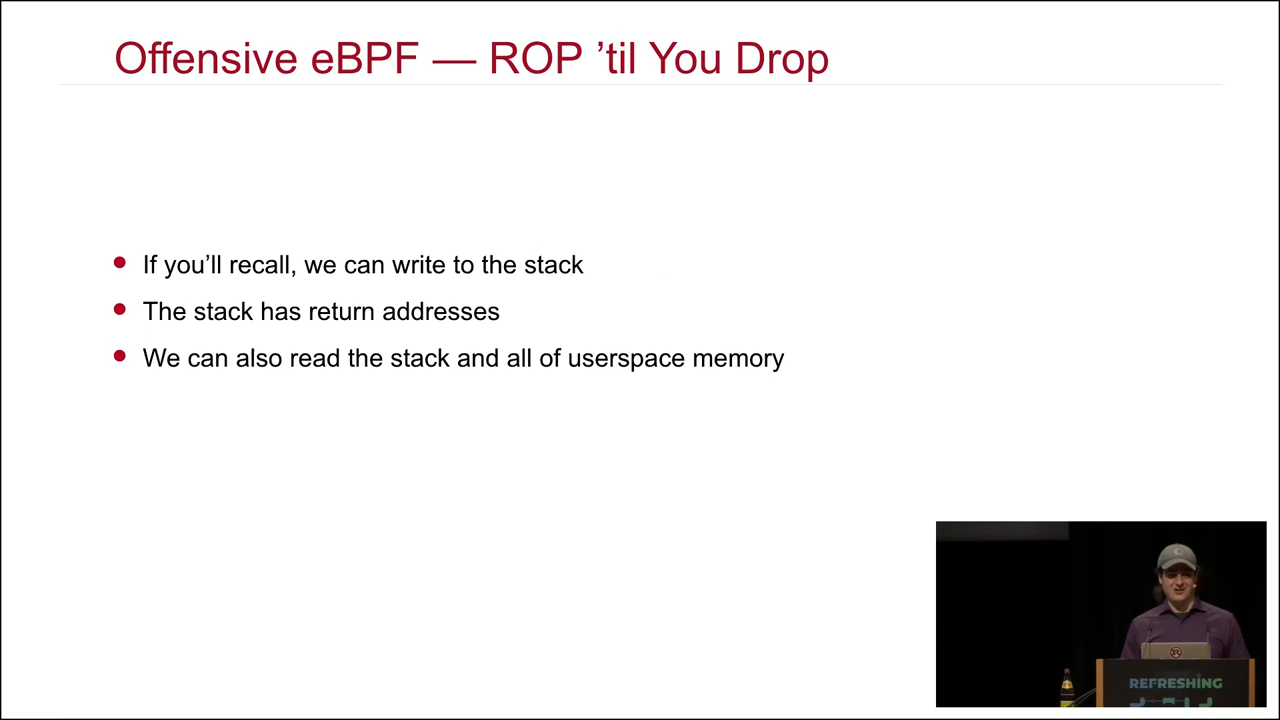 Offensive eBPF — ROP ’til You Drop
If you’ll recall, we can write to the stack
The stack has return addresses
We can also read the stack and all of userspace memory
REFRESHING